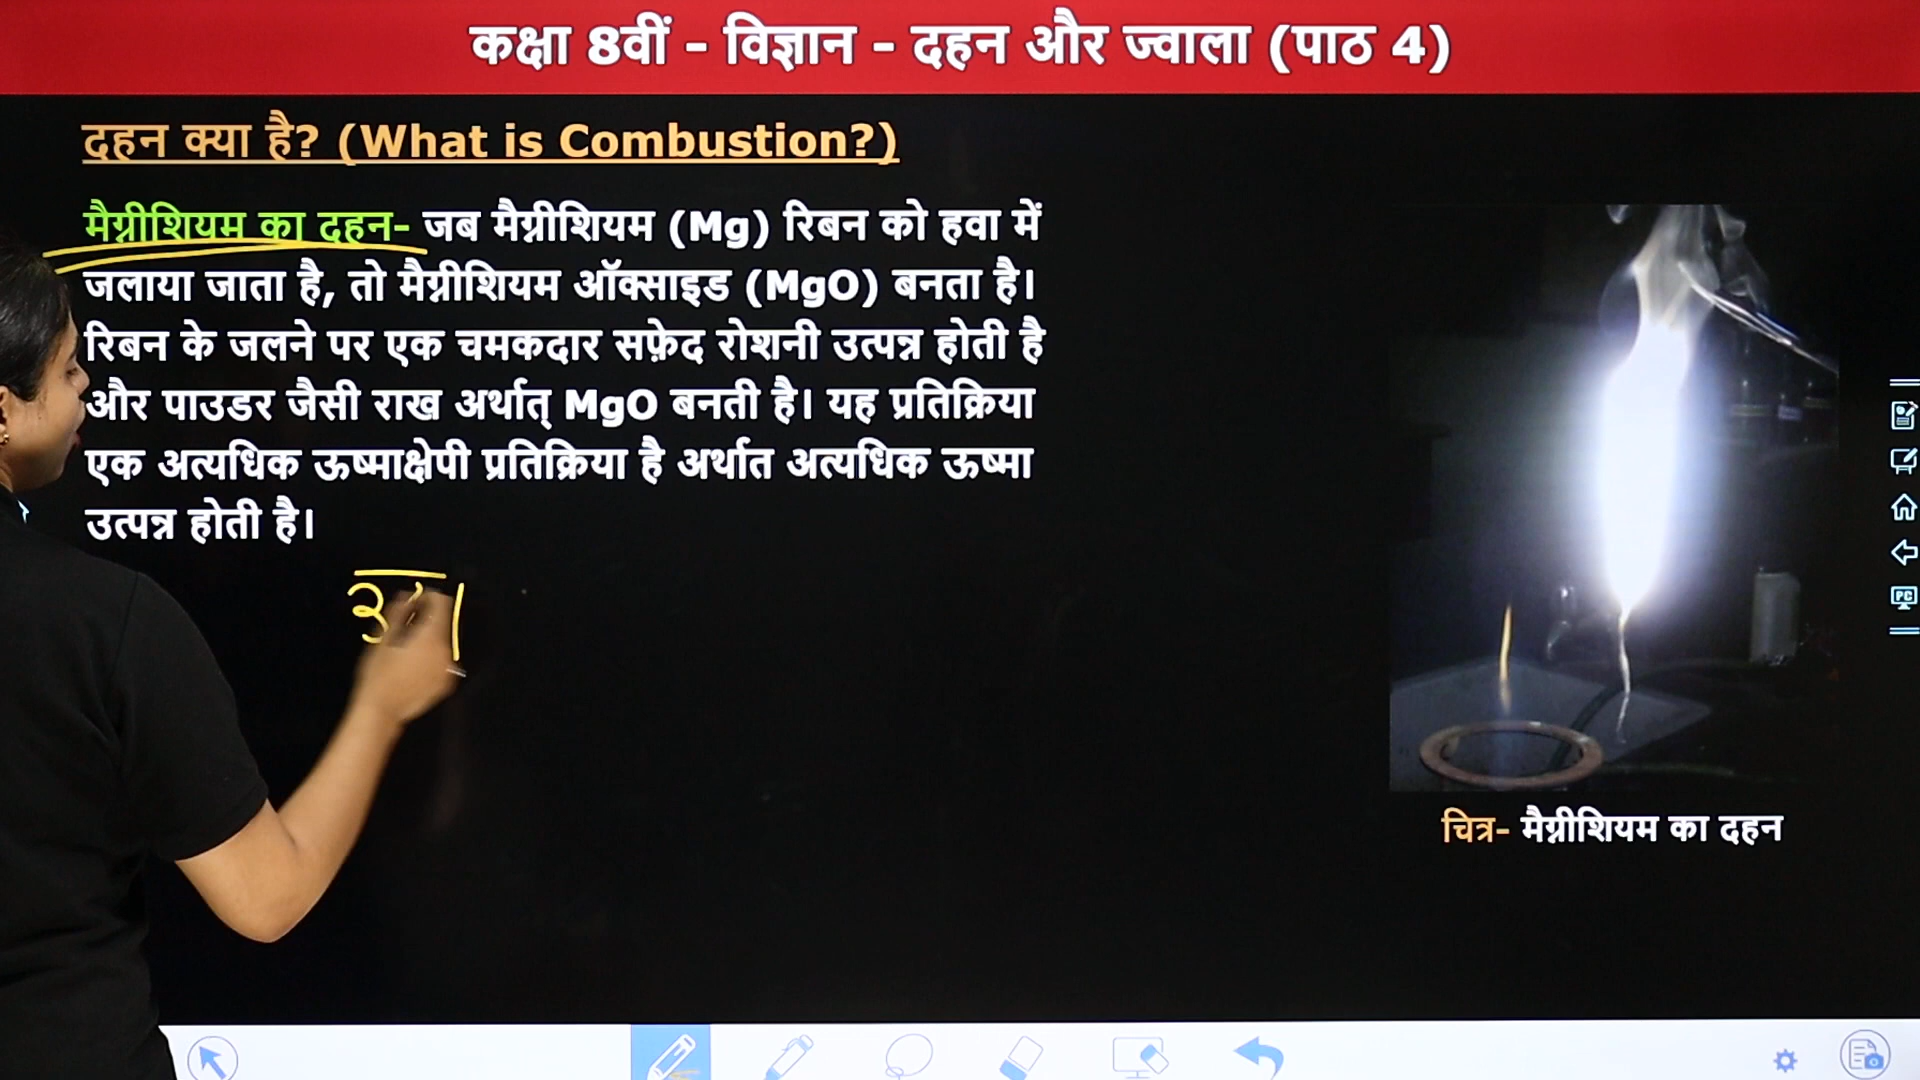 कक्षा 8वीं - विज्ञान - दहन और ज्वाला (पाठ 4)
दहन क्या है? (What is Combustion?)
मैग्नीशियम का दहन- जब मैग्नीशियम (Mg) रिबन को हवा में
जलाया जाता है, तो मैग्नीशियम ऑक्साइड (MgO) बनता है।
रिबन के जलने पर एक चमकदार सफ़ेद रोशनी उत्पन्न होती है
और पाउडर जैसी राख अर्थात् MgO बनती है। यह प्रतिक्रिया
एक अत्यधिक ऊष्माक्षेपी प्रतिक्रिया है अर्थात अत्यधिक ऊष्मा
उत्पन्न होती है।
चित्र- मैग्नीशियम का दहन
PC